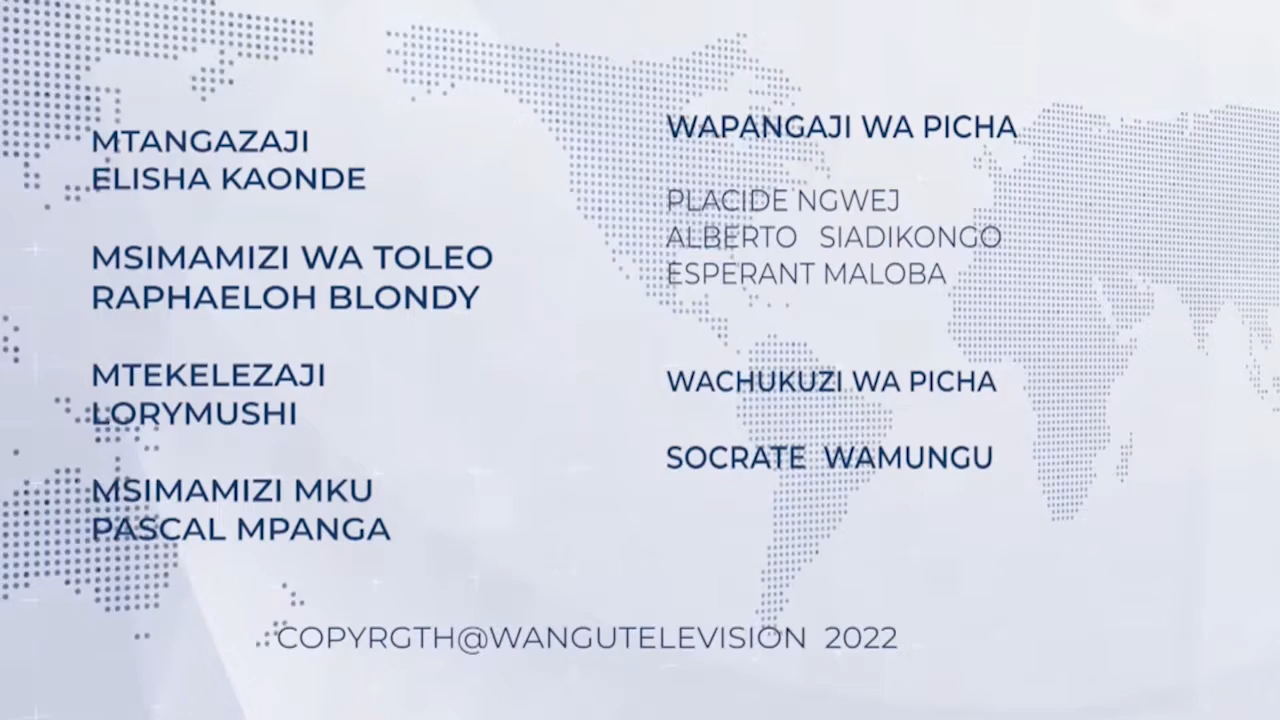 MTANGAZAJI
ELISHA KAONDE
MSIMAMIZI WA TOLEO
RAPHAELOH BLONDY
MTEKELEZAJI
LORYMUSHI
MSIMAMIZI MKU
PASCAL MPANGA
WAPANGAJI WA PICHA
PLACIDE NGWEJ
ALBERTO SIADIKONGO
ESPERANT MALOBA
WACHUKUZI WA PICHA
SOCRATE WAMUNGU
COPYRGTH@WANGUTELEVISION 2022